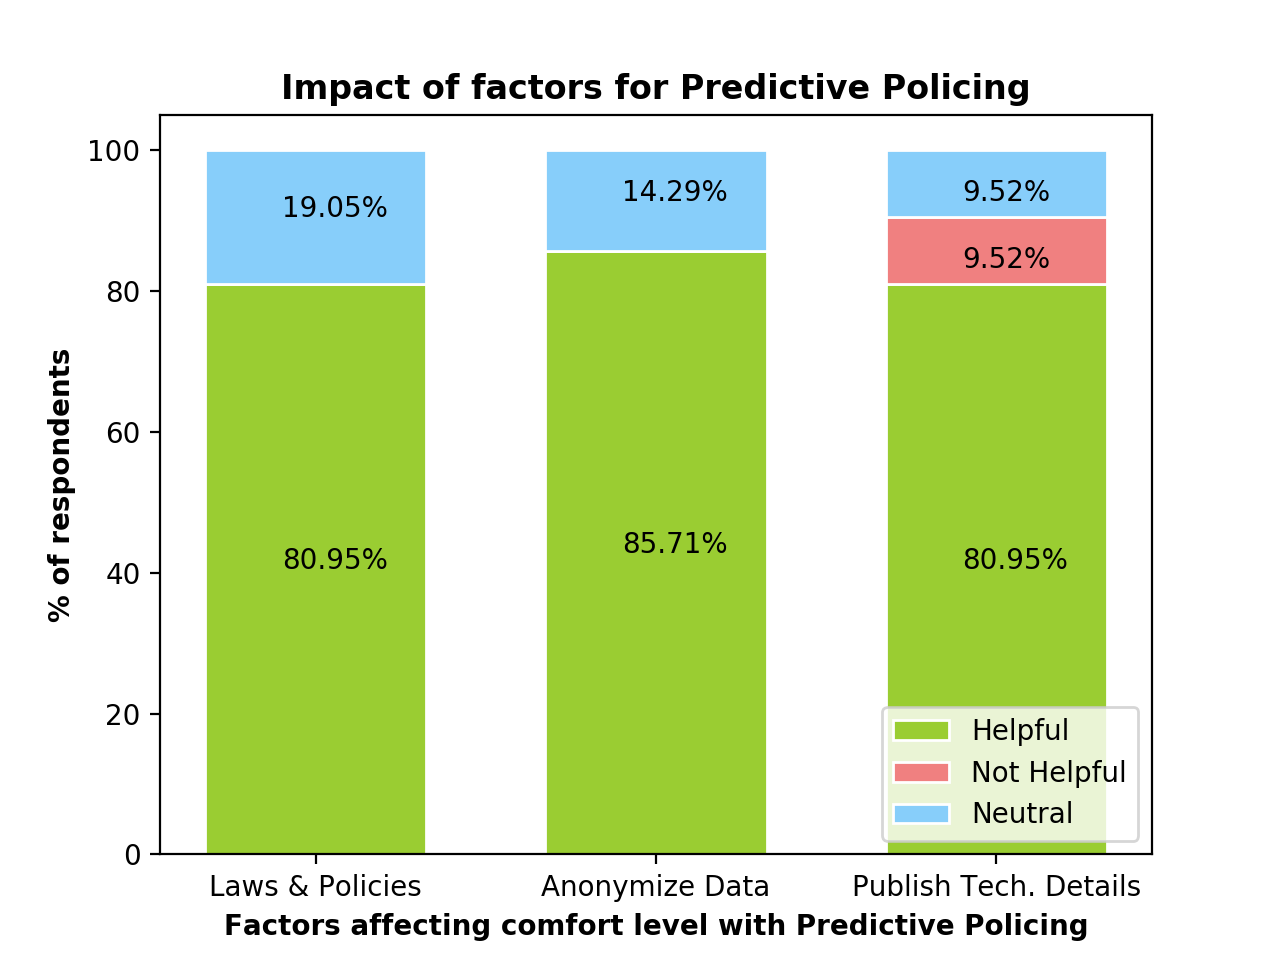 Impact of factors for Predictive Policing
% of respondents
100
80
60
40
20
0
19.05%
14.29%
9.52%
9.52%
80.95%
85.71%
80.95%
Helpful
Not Helpful
Neutral
Laws & Policies
Anonymize Data
Publish Tech. Details
Factors affecting comfort level with Predictive Policing